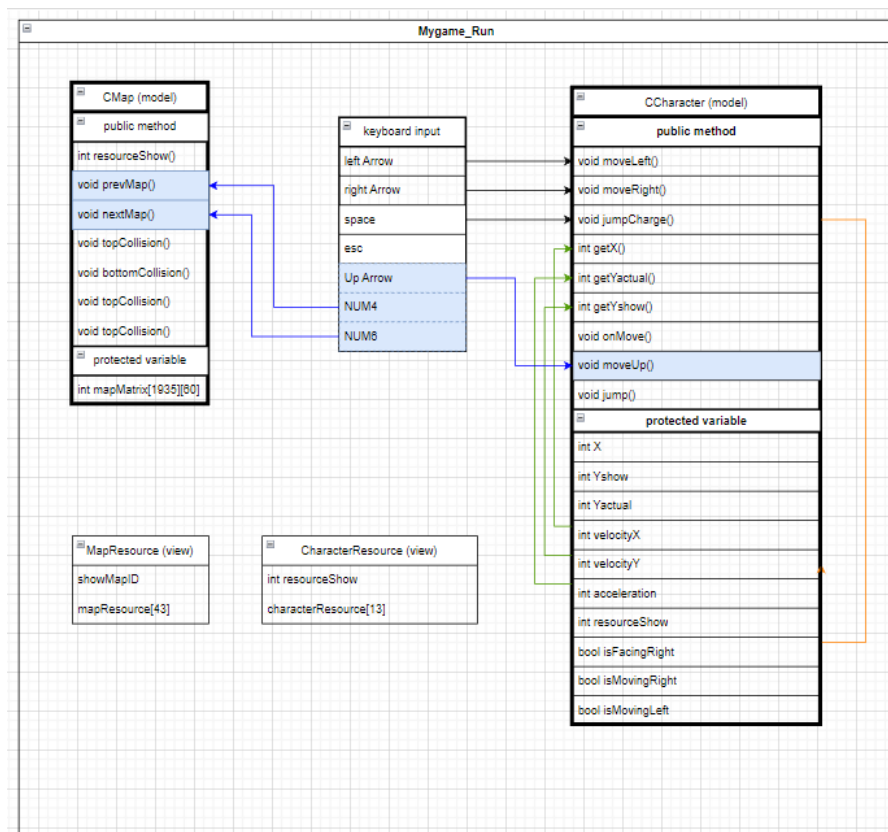 Mygame_Run
CMap (model)
public method
int resourceShow()
void prevMap()
void nextMap()
void topCollision()
void bottomCollision()
void topCollision()
void topCollision()
protected variable
int mapMatrix[1935][60]
keyboard input
left Arrow
right Arrow
space
esc
Up Arrow
NUM4
NUM6
CCharacter (model)
public method
void moveLeft()
void moveRight()
void jumpCharge()
int getX()
int getYactual()
int getYshow()
void onMove()
void moveUp()
void jump()
protected variable
int X
int Yshow
int Yactual
int velocityX
int velocityY
int acceleration
int resourceShow
bool isFacingRight
bool isMovingRight
bool isMovingLeft
MapResource (view)
showMapID
mapResource[43]
CharacterResource (view)
int resourceShow
characterResource[13]